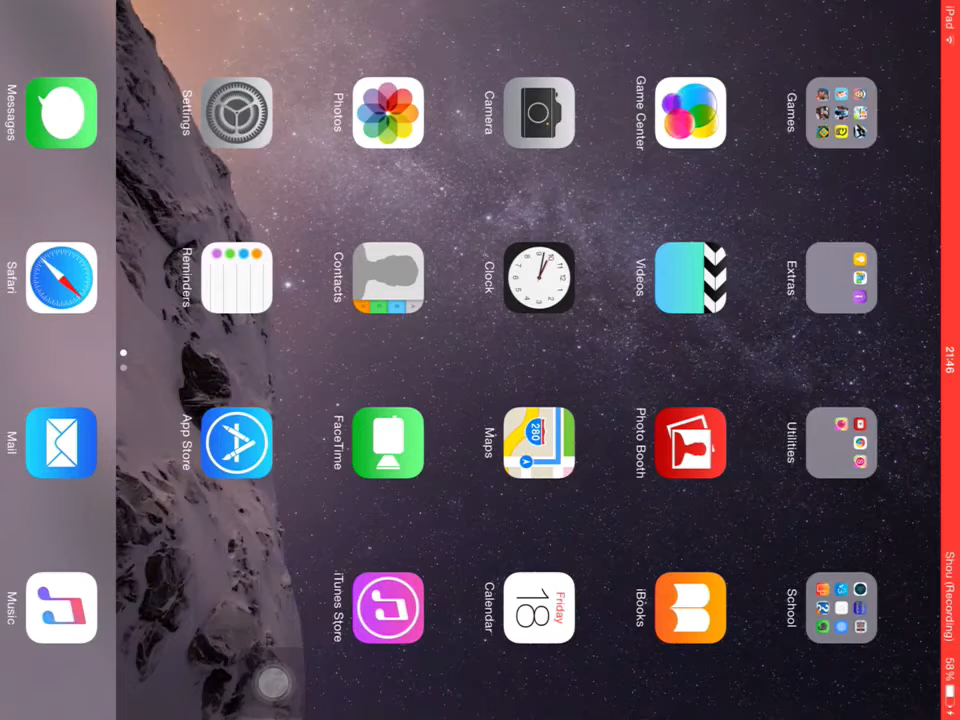 iPad 21:46 Shou (Recording) 58%
Games Extras Utilities School
Game Center Videos Photo Booth iBooks
Camera Clock Maps Calendar
280
Friday
18
Photos Contacts FaceTime iTunes Store
Settings Reminders App Store
Messages Safari Mail Music